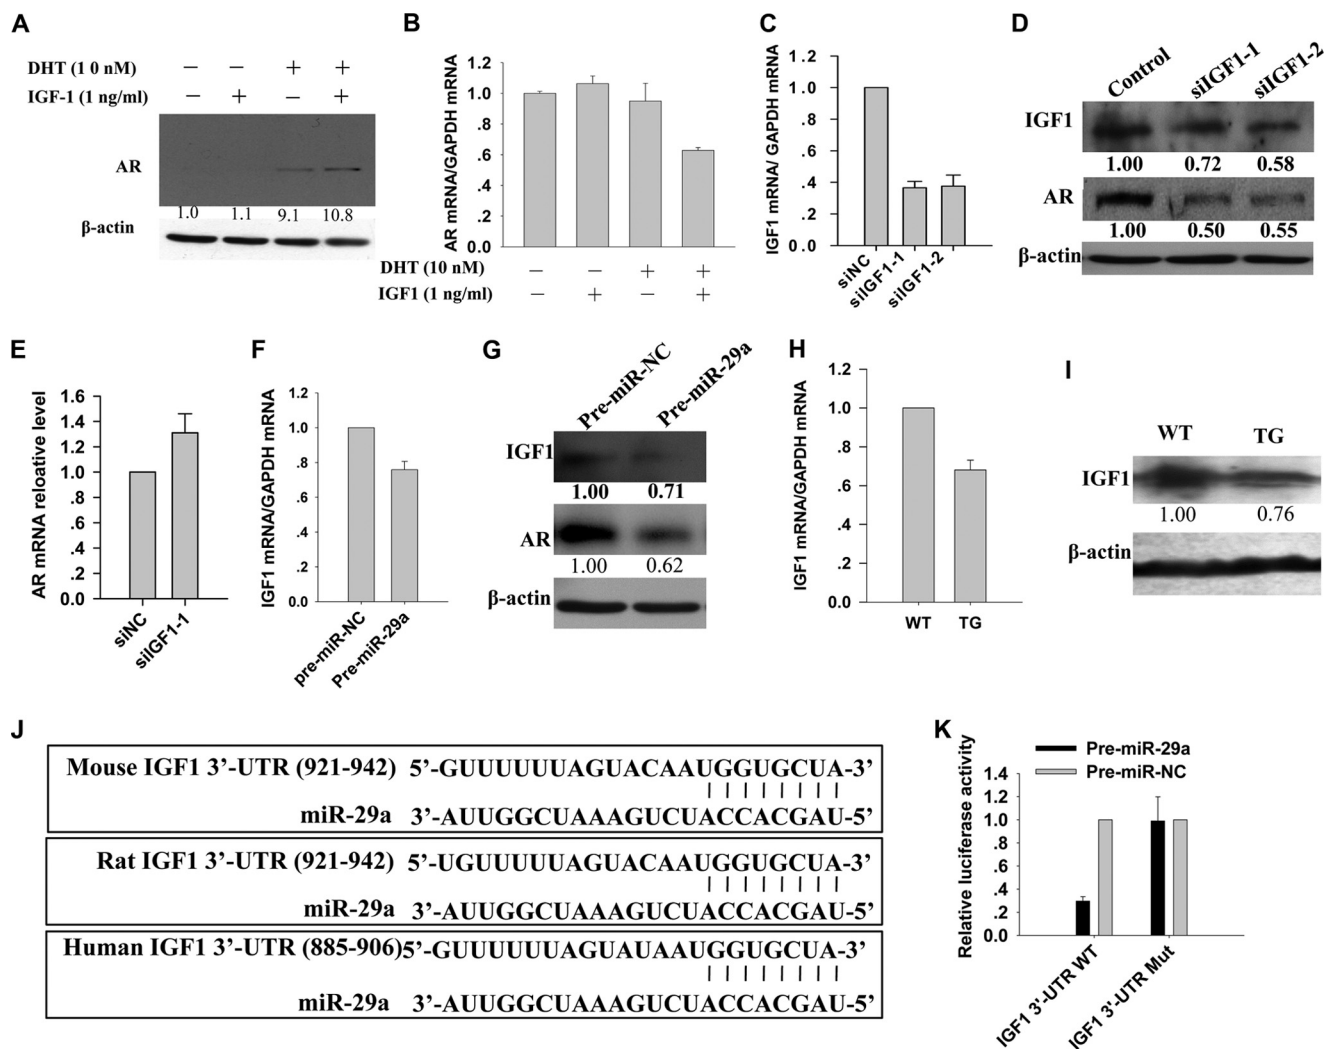 A
DHT (1 0 nM) − − + +
IGF-1 (1 ng/ml) − + − +
AR
1.0 1.1 9.1 10.8
β-actin
B
AR mRNA/GAPDH mRNA
1.2
1.0
.8
.6
.4
.2
0.0
DHT (10 nM) − − + +
IGF1 (1 ng/ml) − + − +
C
IGF1 mRNA/ GAPDH mRNA
1.2
1.0
.8
.6
.4
.2
0 .0
siNC
siIGF1-1
siIGF1-2
D
Control siIGF1-1 siIGF1-2
IGF1
1.00 0.72 0.58
AR
1.00 0.50 0.55
β-actin
E
AR mRNA reloative level
1.6
1.4
1.2
1.0
.8
.6
.4
.2
0.0
siNC
siIGF1-1
F
IGF1 mRNA/GAPDH mRNA
1.2
1.0
.8
.6
.4
.2
.0
pre-miR-NC
Pre-miR-29a
G
Pre-miR-NC Pre-miR-29a
IGF1
1.00 0.71
AR
1.00 0.62
β-actin
H
IGF1 mRNA/GAPDH mRNA
1.2
1.0
.8
.6
.4
.2
0.0
WT TG
I
WT TG
IGF1
1.00 0.76
β-actin
J
Mouse IGF1 3’-UTR (921-942) 5’-GUUUUUUAGUACAAUGGUGCUA-3’
miR-29a 3’-AUUGGCUAAAGUCUACCACGAU-5’
Rat IGF1 3’-UTR (921-942) 5’-UGUUUUUAGUACAAUGGUGCUA-3’
miR-29a 3’-AUUGGCUAAAGUCUACCACGAU-5’
Human IGF1 3’-UTR (885-906)5’-GUUUUUUAGUAUAAUGGUGCUA-3’
miR-29a 3’-AUUGGCUAAAGUCUACCACGAU-5’
K
Pre-miR-29a
Pre-miR-NC
Relative luciferase activity
1.4
1.2
1.0
.8
.6
.4
.2
0.0
IGF1 3'-UTR WT
IGF1 3'-UTR Mut